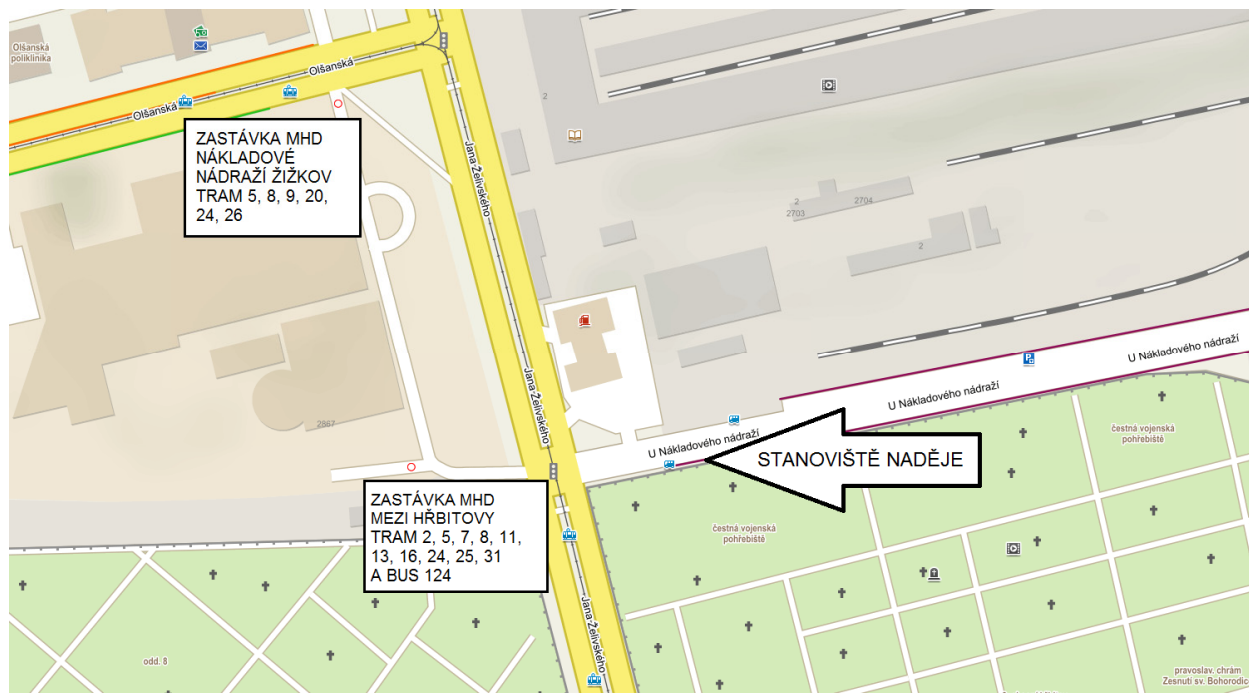 Olšanská
poliklinika
Olšanská
Olšanská
ZASTÁVKA MHD
NÁKLADOVÉ
NÁDRAŽÍ ŽIŽKOV
TRAM 5, 8, 9, 20,
24, 26
Jana Želivského
2
2
2703
2704
2
Jana Želivského
2867
U Nákladového nádraží
U Nákladového nádraží
U Nákladového nádraží
STANOVIŠTĚ NADĚJE
ZASTÁVKA MHD
MEZI HŘBITOVY
TRAM 2, 5, 7, 8, 11,
13, 16, 24, 25, 31
A BUS 124
čestná vojenská
pohřebiště
čestná vojenská
pohřebiště
Jana Želivského
odd. 8
pravoslav. chrám
Zesnutí sv. Bohorodic